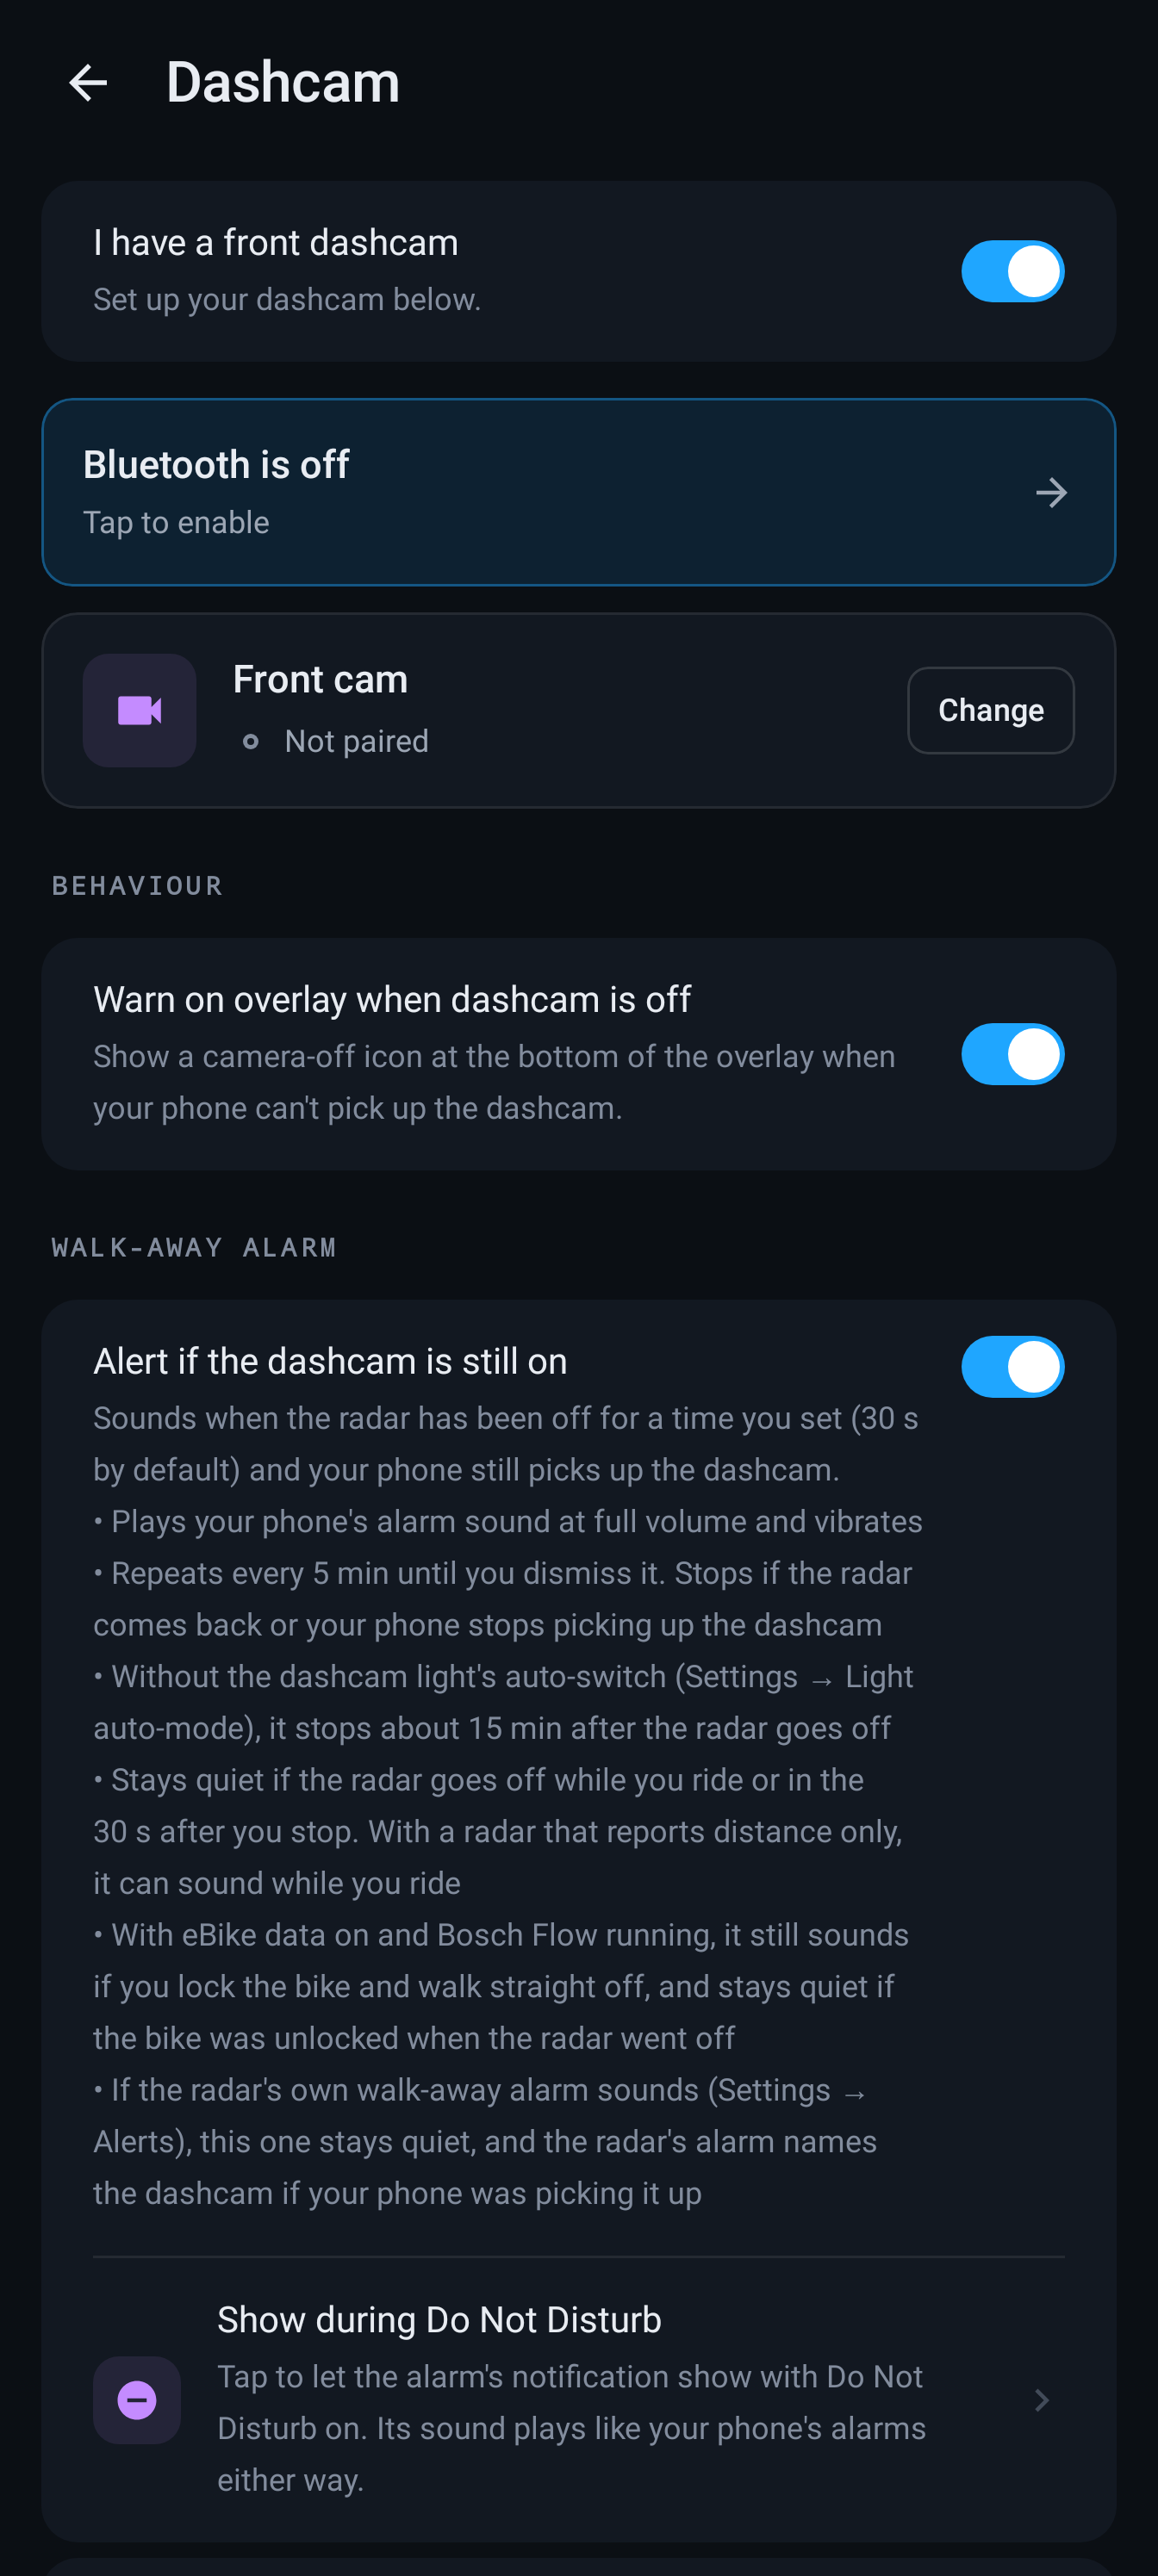 Dashcam
I have a front dashcam
Set up your dashcam below.
Bluetooth is off
Tap to enable
Front cam
Not paired
Change
BEHAVIOUR
Warn on overlay when dashcam is off
Show a camera-off icon at the bottom of the overlay when
your phone can't pick up the dashcam.
WALK-AWAY ALARM
Alert if the dashcam is still on
Sounds when the radar has been off for a time you set (30 s
by default) and your phone still picks up the dashcam.
• Plays your phone's alarm sound at full volume and vibrates
• Repeats every 5 min until you dismiss it. Stops if the radar
comes back or your phone stops picking up the dashcam
• Without the dashcam light's auto-switch (Settings → Light
auto-mode), it stops about 15 min after the radar goes off
• Stays quiet if the radar goes off while you ride or in the
30 s after you stop. With a radar that reports distance only,
it can sound while you ride
• With eBike data on and Bosch Flow running, it still sounds
if you lock the bike and walk straight off, and stays quiet if
the bike was unlocked when the radar went off
• If the radar's own walk-away alarm sounds (Settings →
Alerts), this one stays quiet, and the radar's alarm names
the dashcam if your phone was picking it up
Show during Do Not Disturb
Tap to let the alarm's notification show with Do Not
Disturb on. Its sound plays like your phone's alarms
either way.